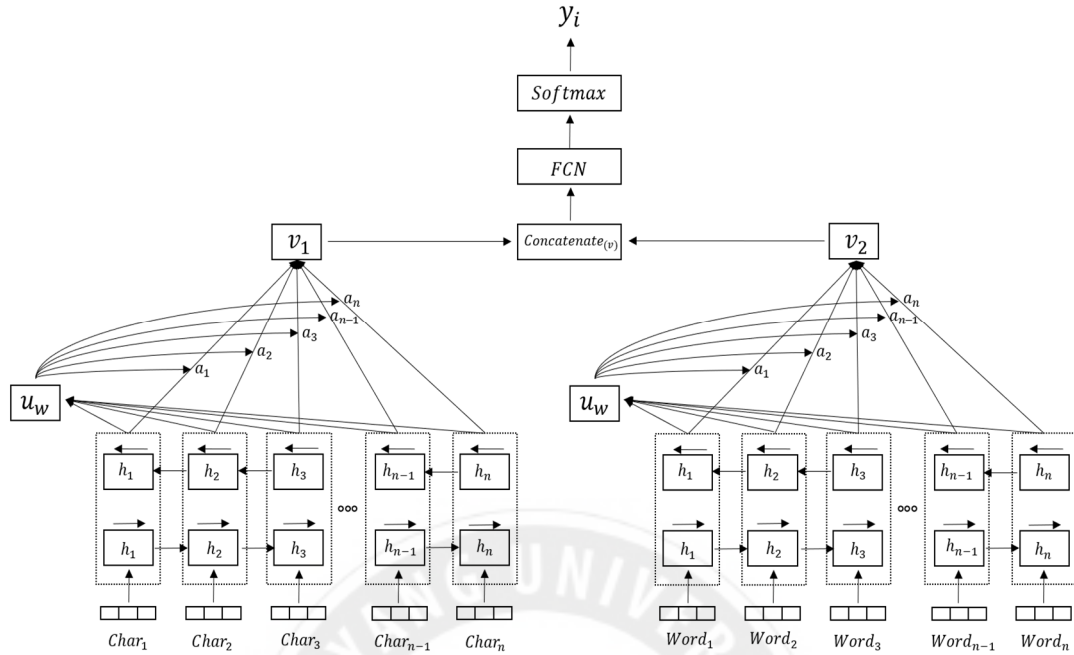 y_i
Softmax
FCN
v_1 Concatenate_(v) v_2
a_n a_n
a_{n-1} a_{n-1}
a_3 a_3
a_2 a_2
a_1 a_1
u_w u_w
h_1 h_2 h_3 h_{n-1} h_n h_1 h_2 h_3 h_{n-1} h_n
h_1 h_2 h_3 h_{n-1} h_n h_1 h_2 h_3 h_{n-1} h_n
Char_1 Char_2 Char_3 Char_{n-1} Char_n Word_1 Word_2 Word_3 Word_{n-1} Word_n